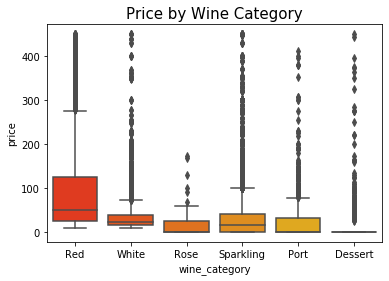 Price by Wine Category
price
400
300
200
100
0
Red White Rose Sparkling Port Dessert
wine_category